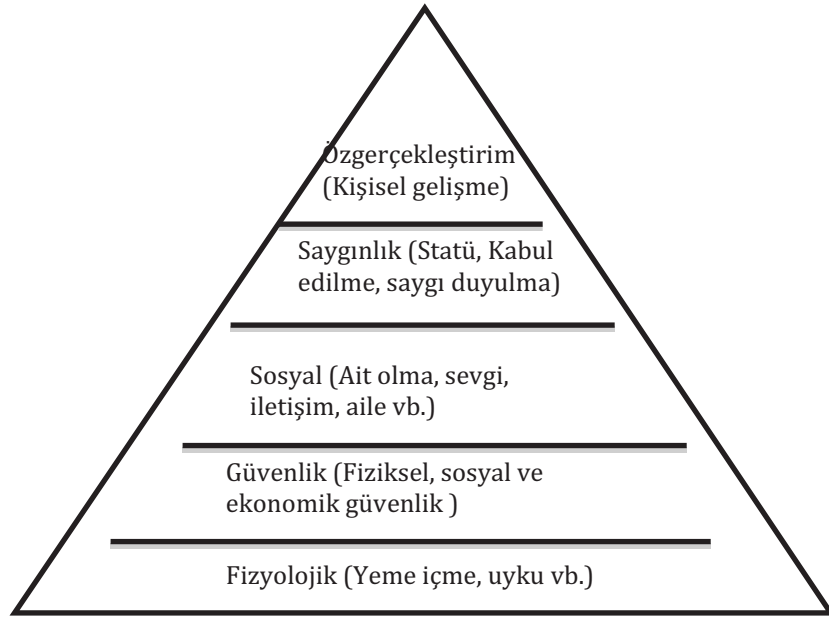 Özgerçekleştirim
(Kişisel gelişme)
Saygınlık (Statü, Kabul
edilme, saygı duyulma)
Sosyal (Ait olma, sevgi,
iletişim, aile vb.)
Güvenlik (Fiziksel, sosyal ve
ekonomik güvenlik )
Fizyolojik (Yeme içme, uyku vb.)